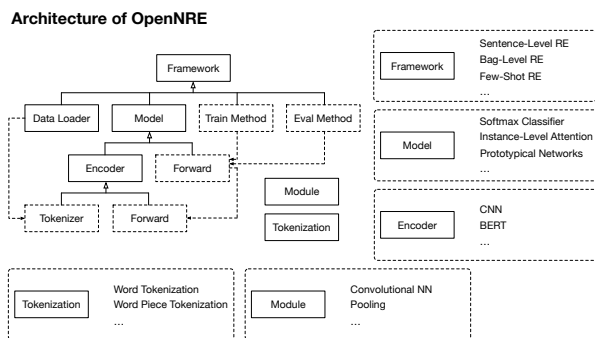 Architecture of OpenNRE
Framework
Data Loader
Model
Train Method
Eval Method
Encoder
Forward
Tokenizer
Forward
Module
Tokenization
Framework
Sentence-Level RE
Bag-Level RE
Few-Shot RE
...
Model
Softmax Classifier
Instance-Level Attention
Prototypical Networks
...
Encoder
CNN
BERT
...
Tokenization
Word Tokenization
Word Piece Tokenization
...
Module
Convolutional NN
Pooling
...